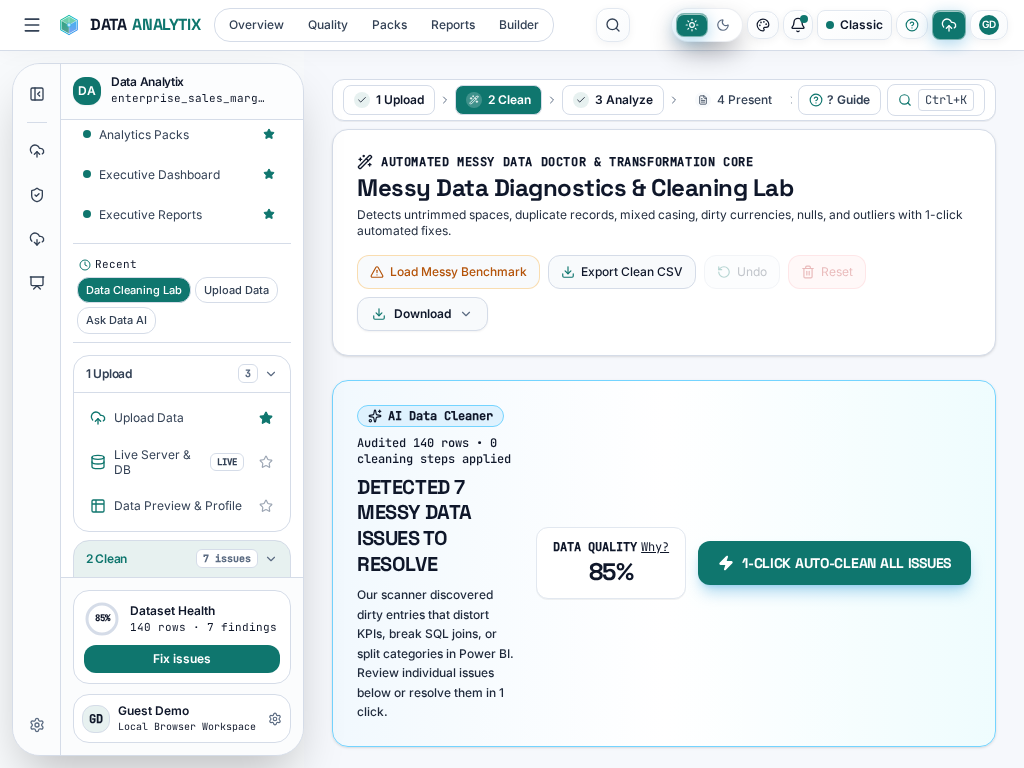 DATA ANALYTIX
Overview
Quality
Packs
Reports
Builder
Classic
GD
DA
Data Analytix
enterprise_sales_marg…
Analytics Packs
Executive Dashboard
Executive Reports
Recent
Data Cleaning Lab
Upload Data
Ask Data AI
1 Upload
3
Upload Data
Live Server & DB
LIVE
Data Preview & Profile
2 Clean
7 issues
85%
Dataset Health
140 rows · 7 findings
Fix issues
GD
Guest Demo
Local Browser Workspace
1 Upload
2 Clean
3 Analyze
4 Present
? Guide
Ctrl+K
AUTOMATED MESSY DATA DOCTOR & TRANSFORMATION CORE
Messy Data Diagnostics & Cleaning Lab
Detects untrimmed spaces, duplicate records, mixed casing, dirty currencies, nulls, and outliers with 1-click
automated fixes.
Load Messy Benchmark
Export Clean CSV
Undo
Reset
Download
AI Data Cleaner
Audited 140 rows • 0
cleaning steps applied
DETECTED 7
MESSY DATA
ISSUES TO
RESOLVE
Our scanner discovered
dirty entries that distort
KPIs, break SQL joins, or
split categories in Power BI.
Review individual issues
below or resolve them in 1
click.
DATA QUALITY Why?
85%
1-CLICK AUTO-CLEAN ALL ISSUES